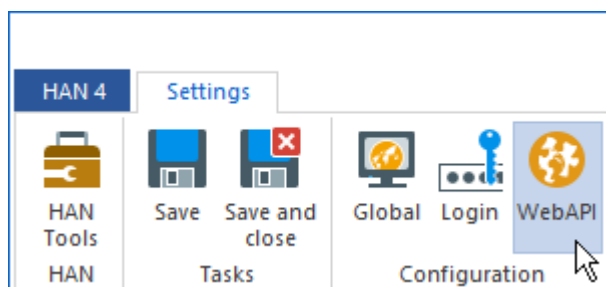 HAN 4 Settings
HAN Tools
Save
Save and close
Global
Login
WebAPI
HAN
Tasks
Configuration